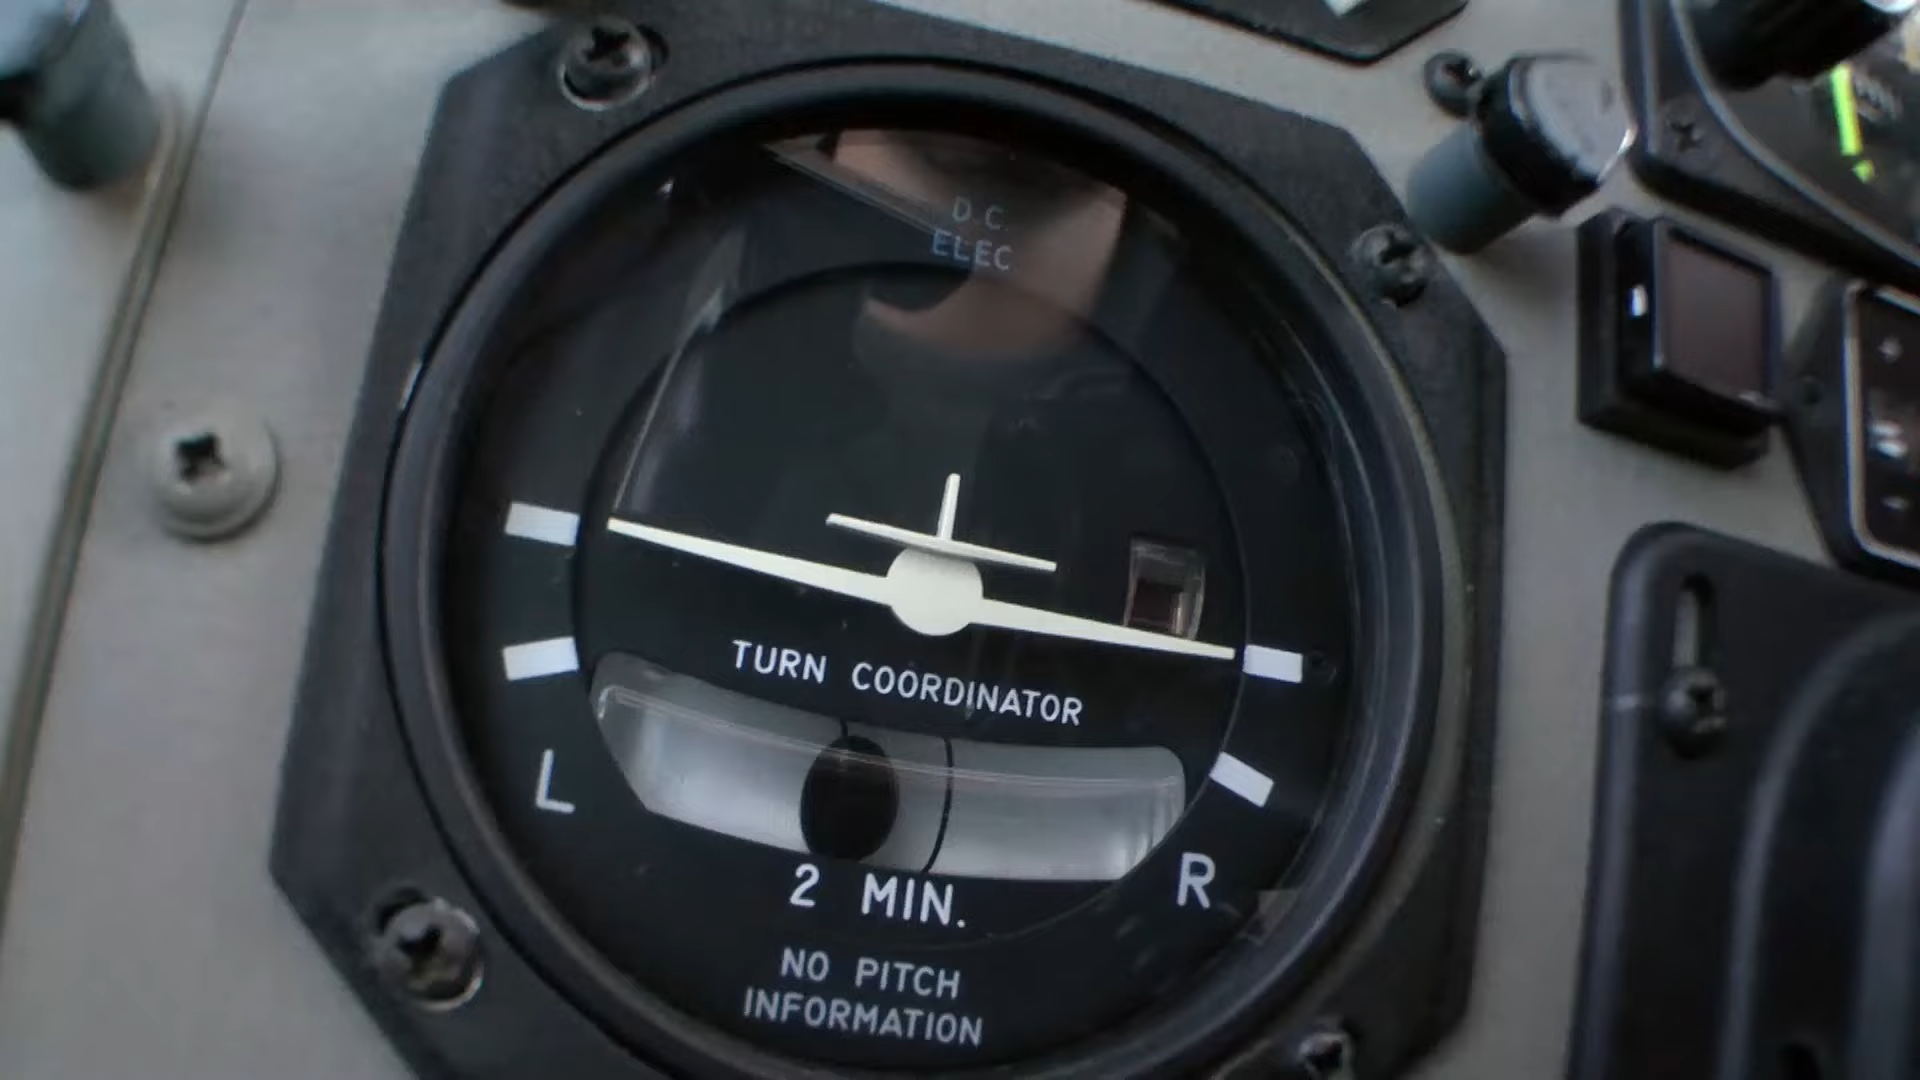 D.C.
ELEC
TURN COORDINATOR
L
R
2 MIN.
NO PITCH
INFORMATION